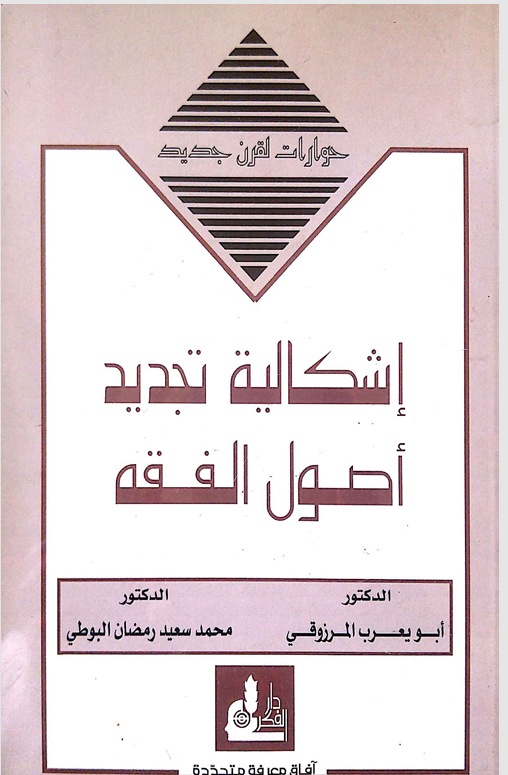 حوارات لقرن جديد
إشكالية تجديد
أصول الفقه
الدكتور
أبو يعرب المرزوقي
الدكتور
محمد سعيد رمضان البوطي
دار
الفكر
آفاق معرفة متجددة